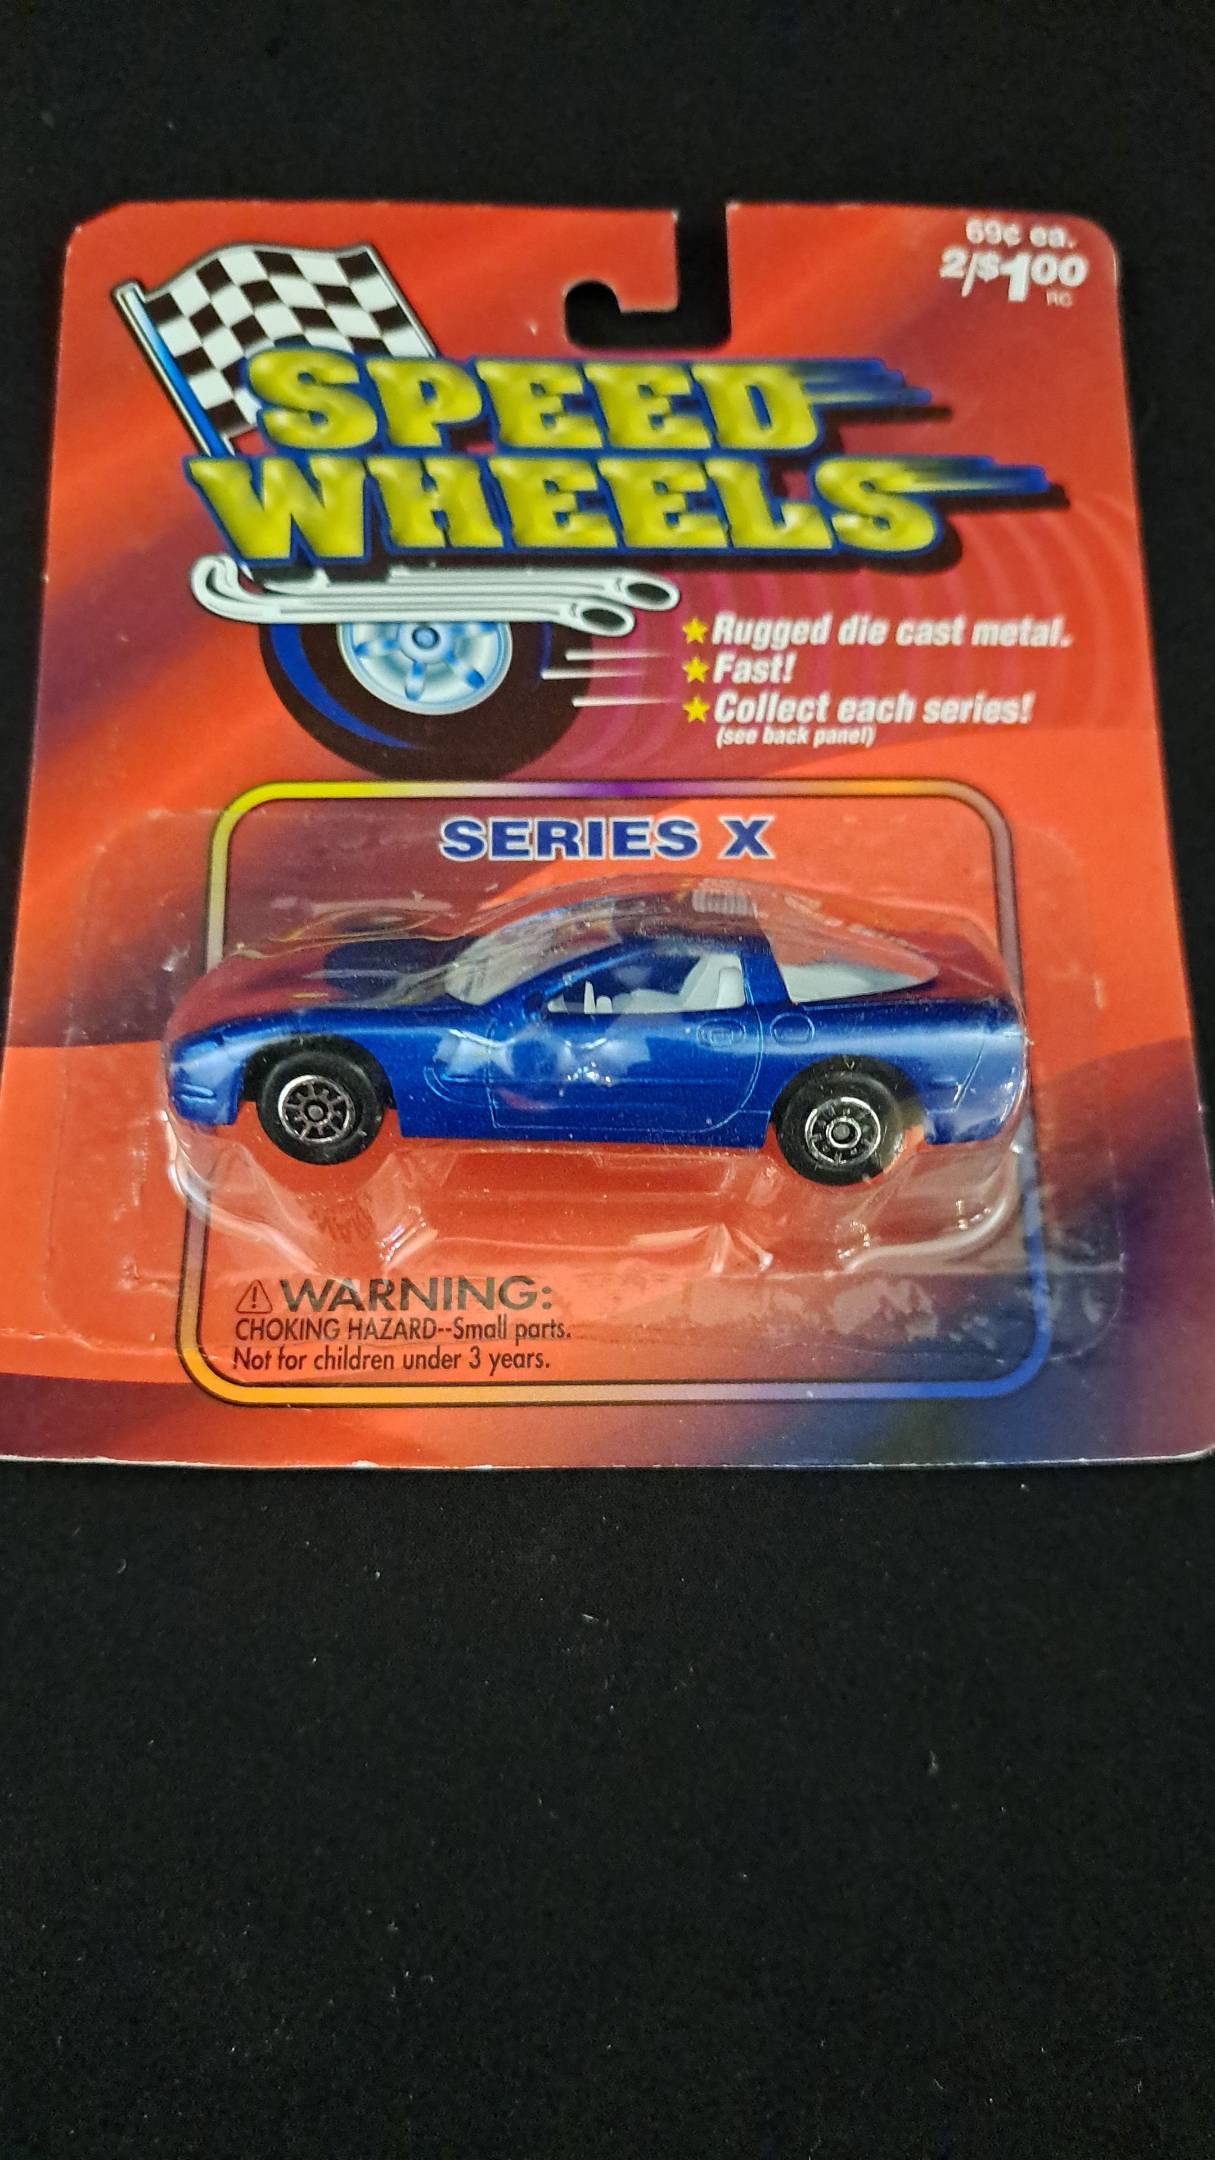 69¢ ea.
2/$1.00
RC
SPEED
WHEELS
Rugged die cast metal.
Fast!
Collect each series!
(see back panel)
SERIES X
⚠ WARNING:
CHOKING HAZARD--Small parts.
Not for children under 3 years.